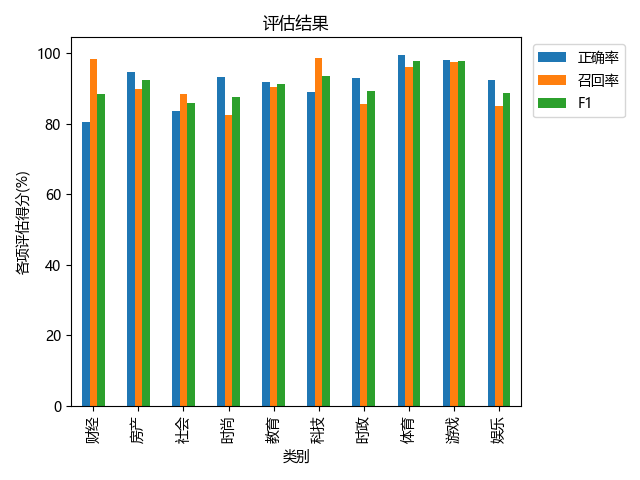 评估结果
正确率
召回率
F1
各项评估得分(%)
100
80
60
40
20
0
财经
房产
社会
时尚
教育
科技
时政
体育
游戏
娱乐
类别